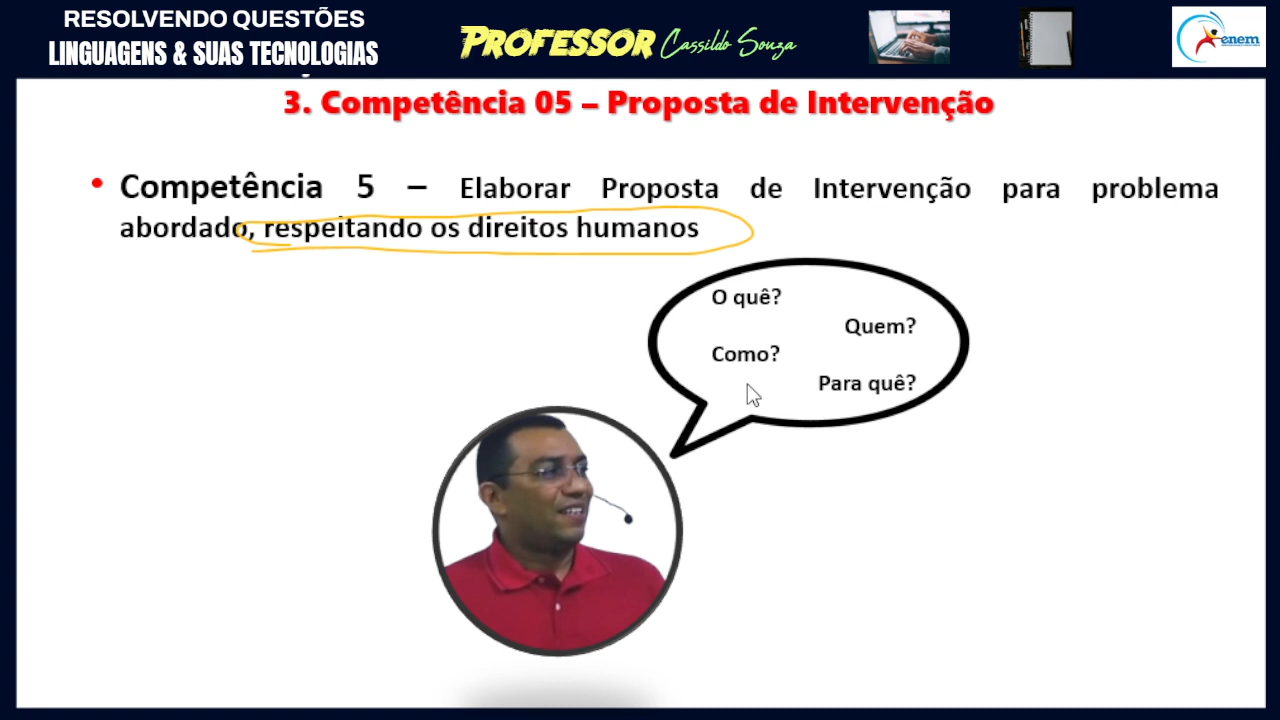 RESOLVENDO QUESTÕES
LINGUAGENS & SUAS TECNOLOGIAS
PROFESSOR Cassildo Souza
enem
3. Competência 05 – Proposta de Intervenção
• Competência 5 – Elaborar Proposta de Intervenção para problema
abordado, respeitando os direitos humanos
O quê?
Quem?
Como?
Para quê?